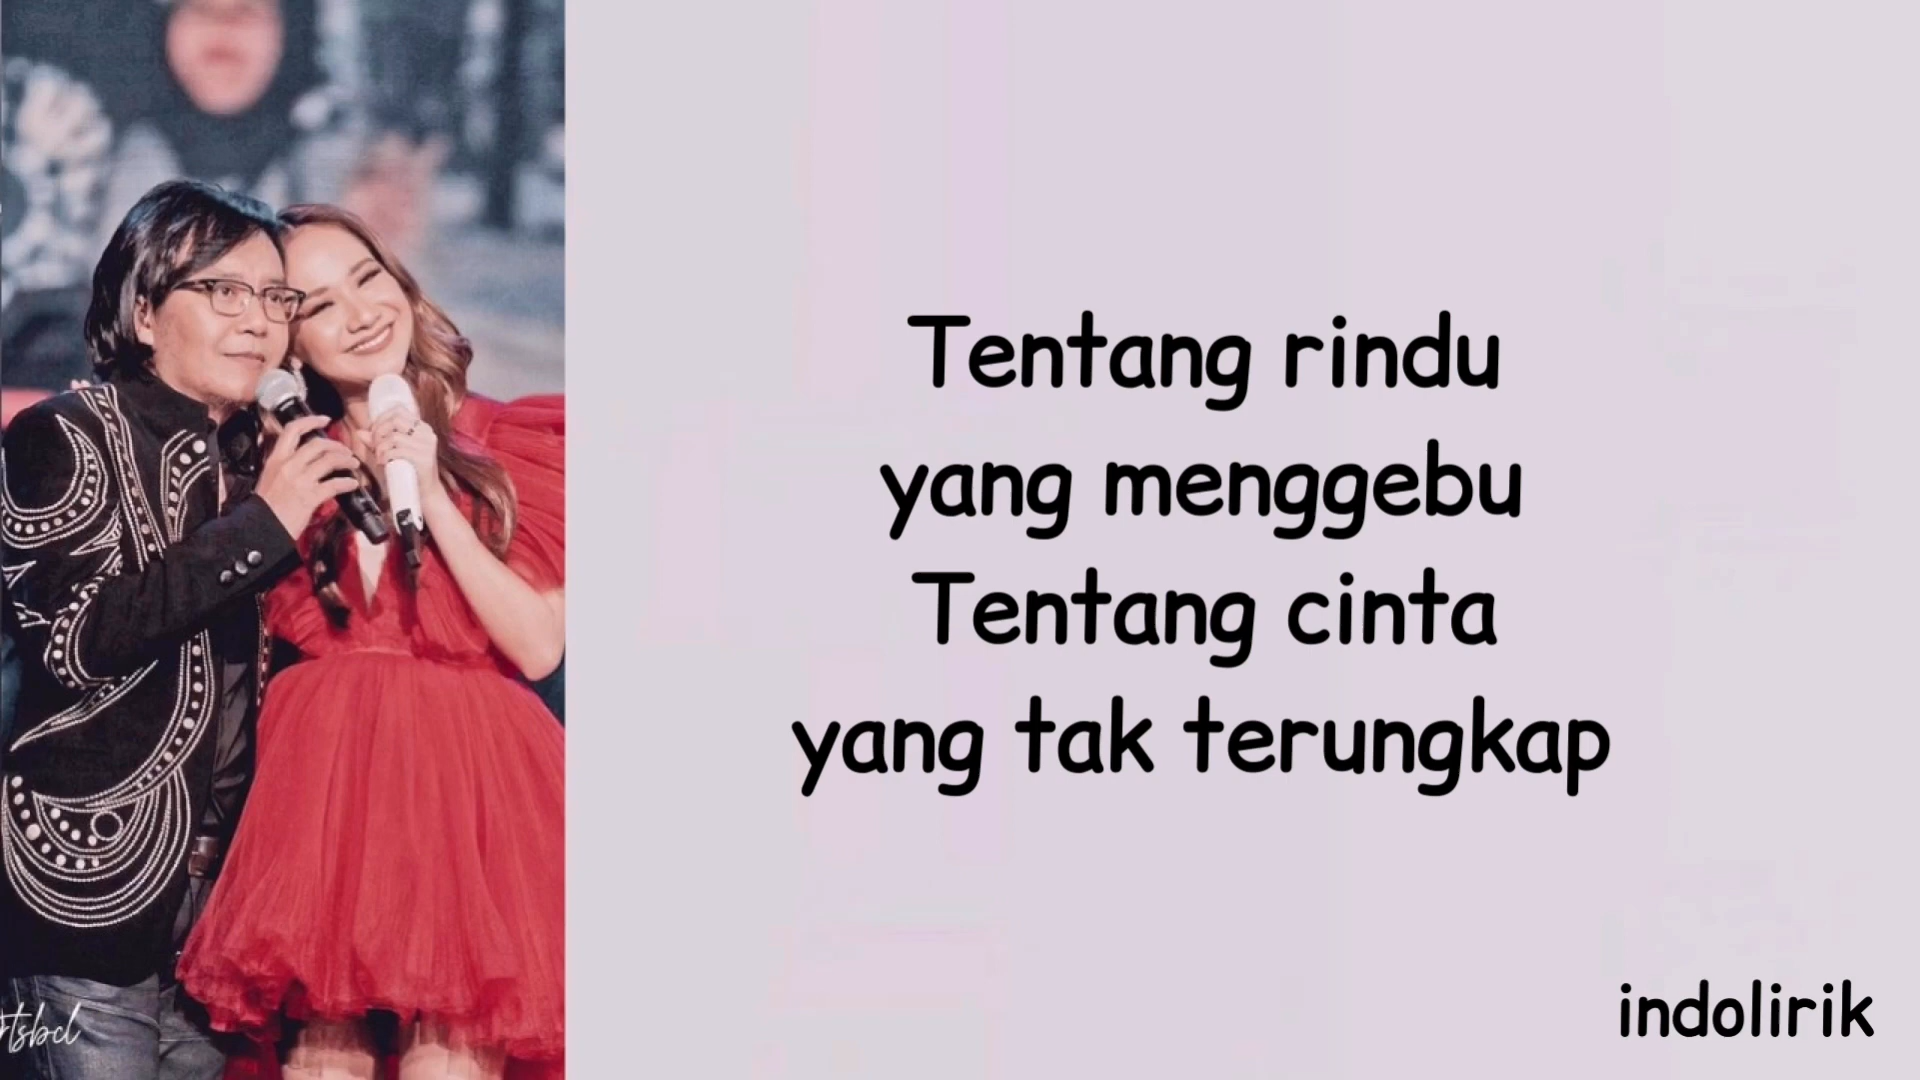 Tentang rindu
yang menggebu
Tentang cinta
yang tak terungkap
indolirik